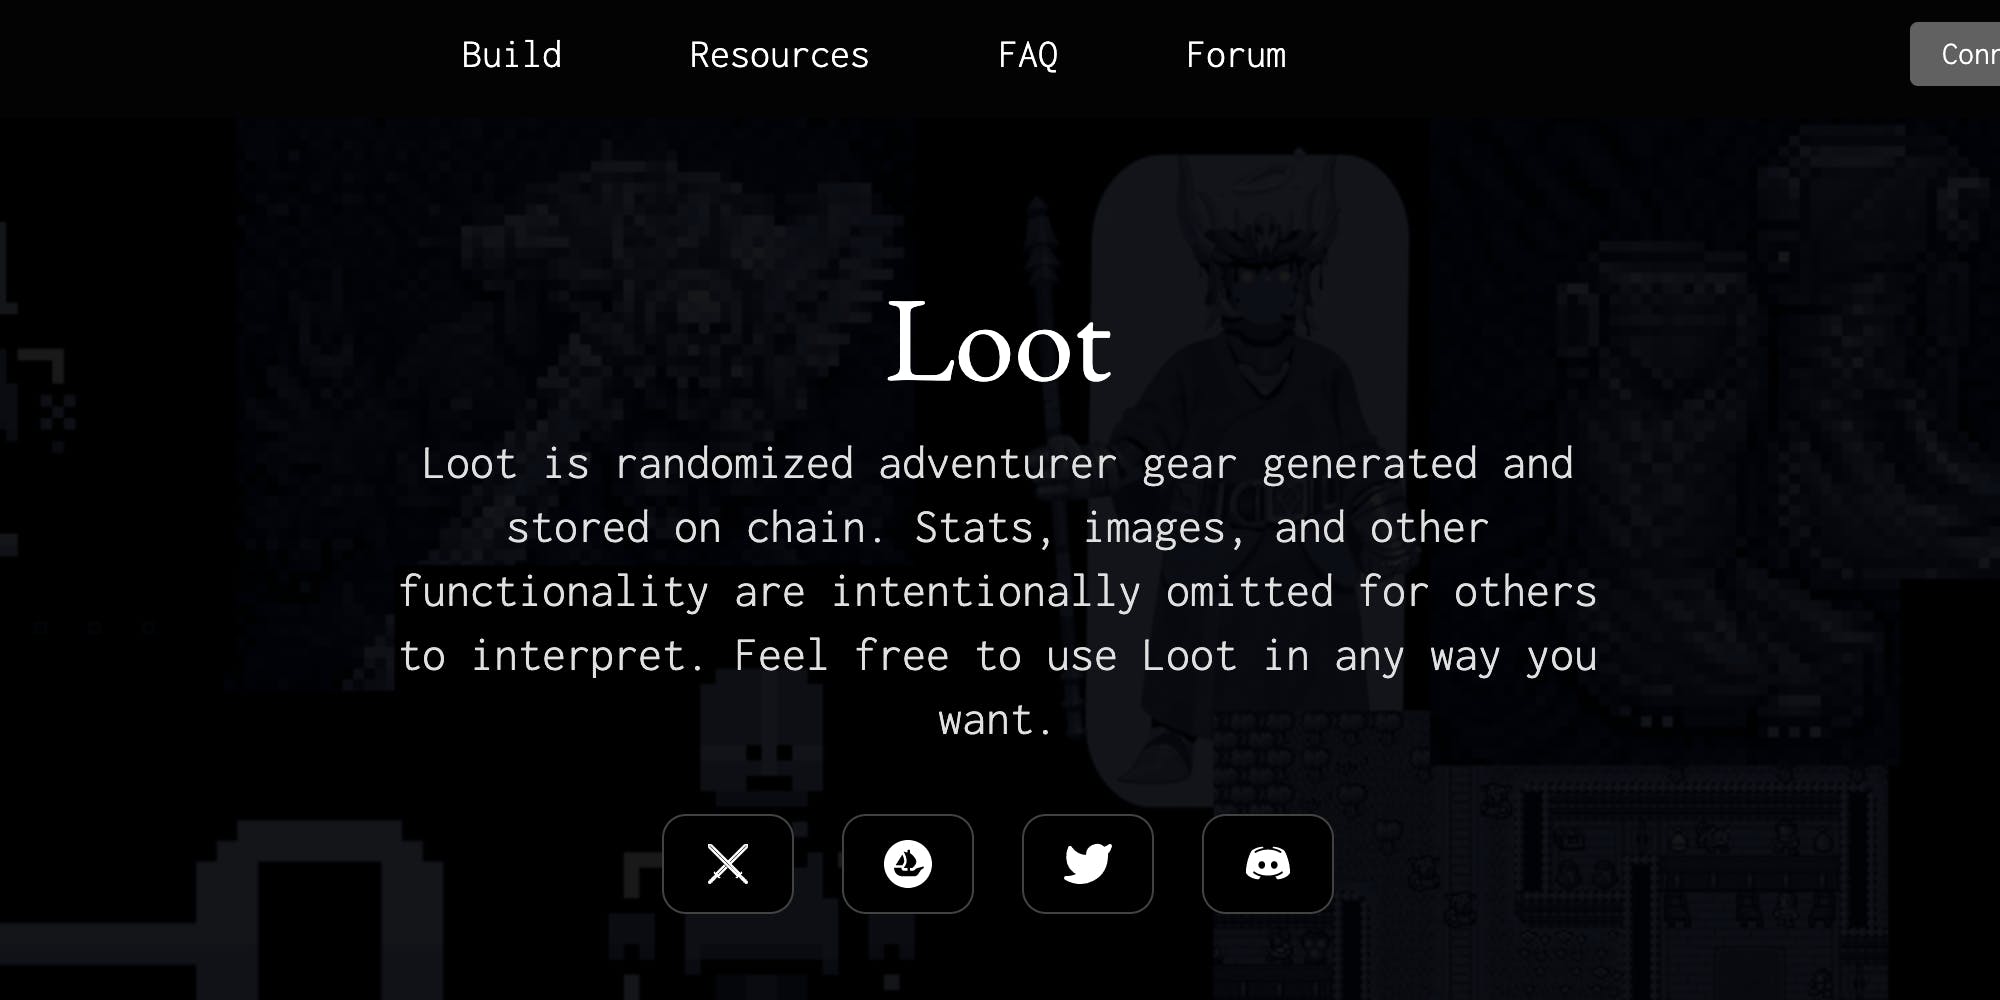 Build Resources FAQ Forum
Loot
Loot is randomized adventurer gear generated and
stored on chain. Stats, images, and other
functionality are intentionally omitted for others
to interpret. Feel free to use Loot in any way you
want.